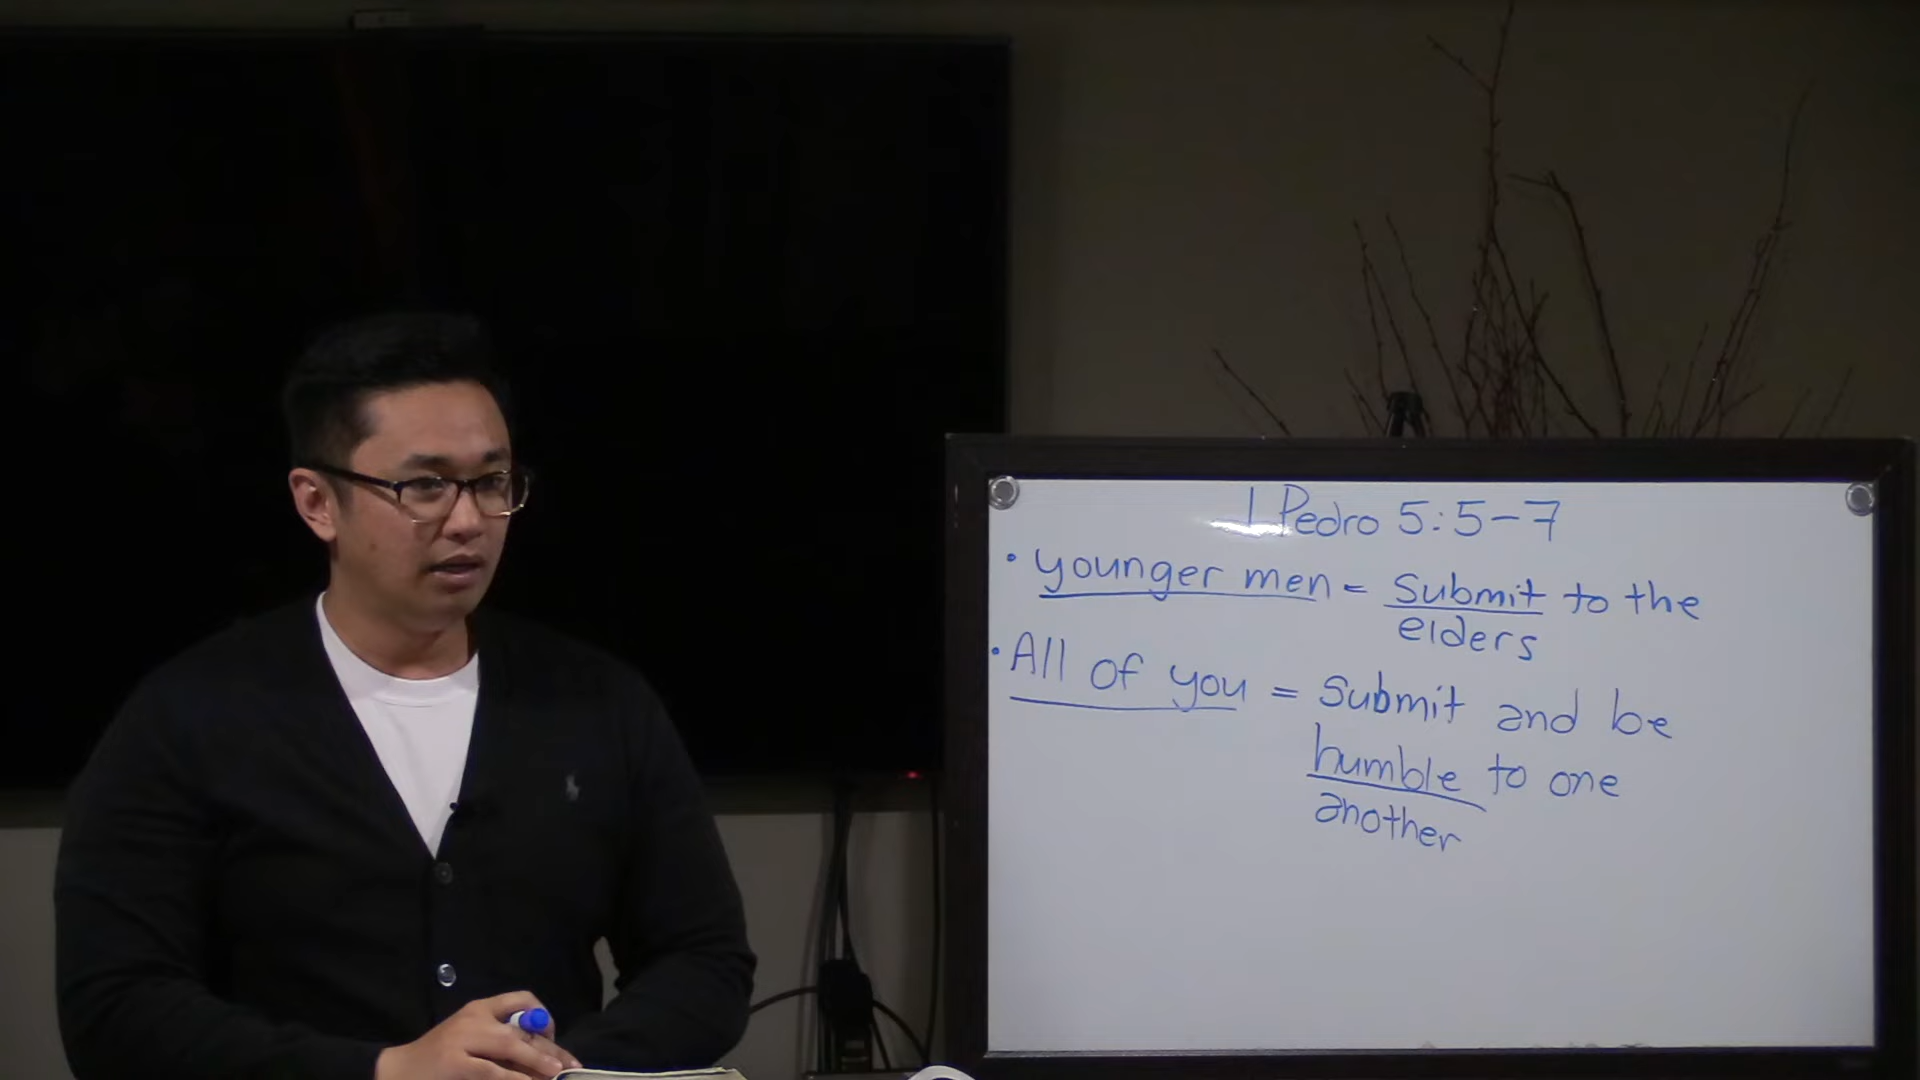 1 Pedro 5:5-7
• younger men = submit to the
elders
• All of you = submit and be
humble to one
another